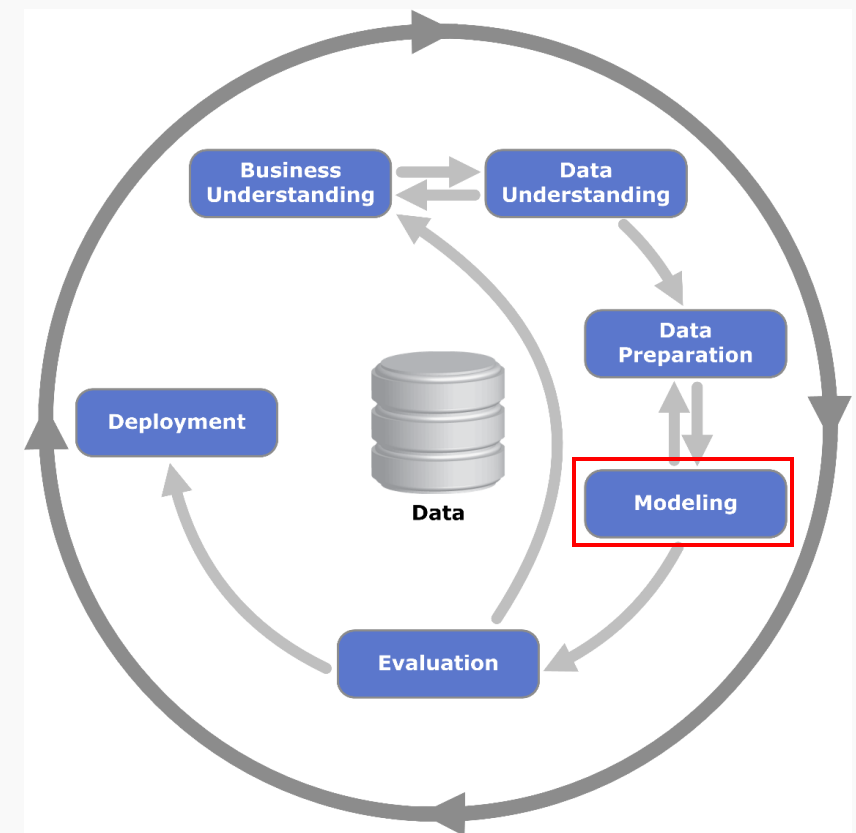 Business
Understanding
Data
Understanding
Data
Preparation
Modeling
Evaluation
Deployment
Data